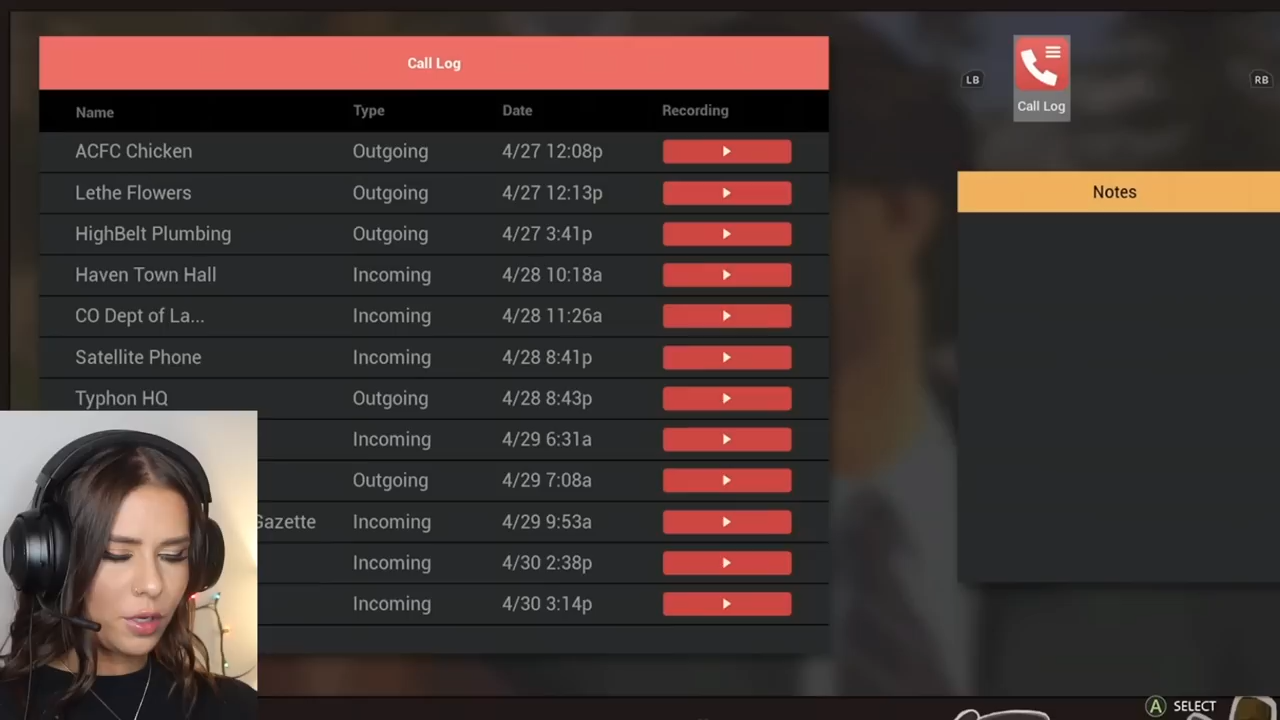 Call Log
Name Type Date Recording
ACFC Chicken Outgoing 4/27 12:08p
Lethe Flowers Outgoing 4/27 12:13p
HighBelt Plumbing Outgoing 4/27 3:41p
Haven Town Hall Incoming 4/28 10:18a
CO Dept of La... Incoming 4/28 11:26a
Satellite Phone Incoming 4/28 8:41p
Typhon HQ Outgoing 4/28 8:43p
Incoming 4/29 6:31a
Outgoing 4/29 7:08a
Gazette Incoming 4/29 9:53a
Incoming 4/30 2:38p
Incoming 4/30 3:14p
LB
Call Log
RB
Notes
A SELECT